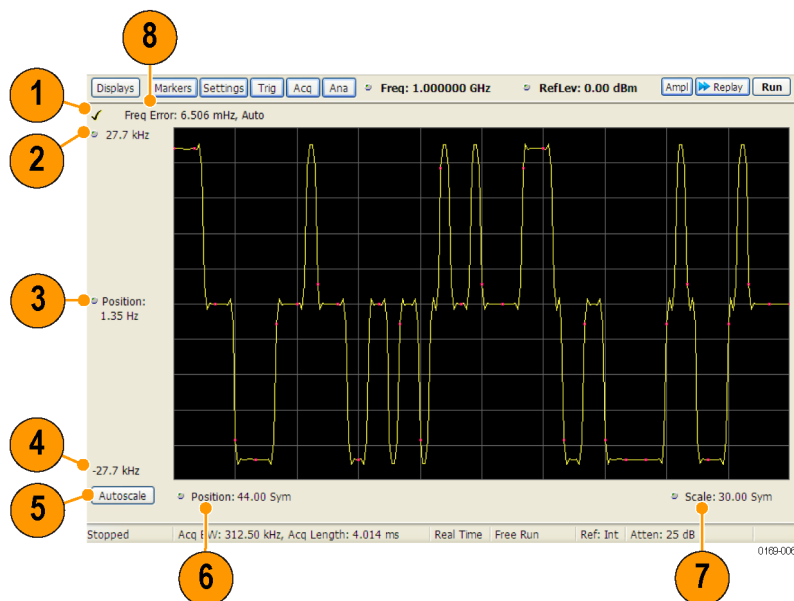 8
Displays Markers Settings Trig Acq Ana Freq: 1.000000 GHz RefLev: 0.00 dBm Ampl Replay Run
1
Freq Error: 6.506 mHz, Auto
2
27.7 kHz
3
Position:
1.35 Hz
4
-27.7 kHz
5
Autoscale Position: 44.00 Sym Scale: 30.00 Sym
Stopped Acq BW: 312.50 kHz, Acq Length: 4.014 ms Real Time Free Run Ref: Int Atten: 25 dB
0169-006
6
7